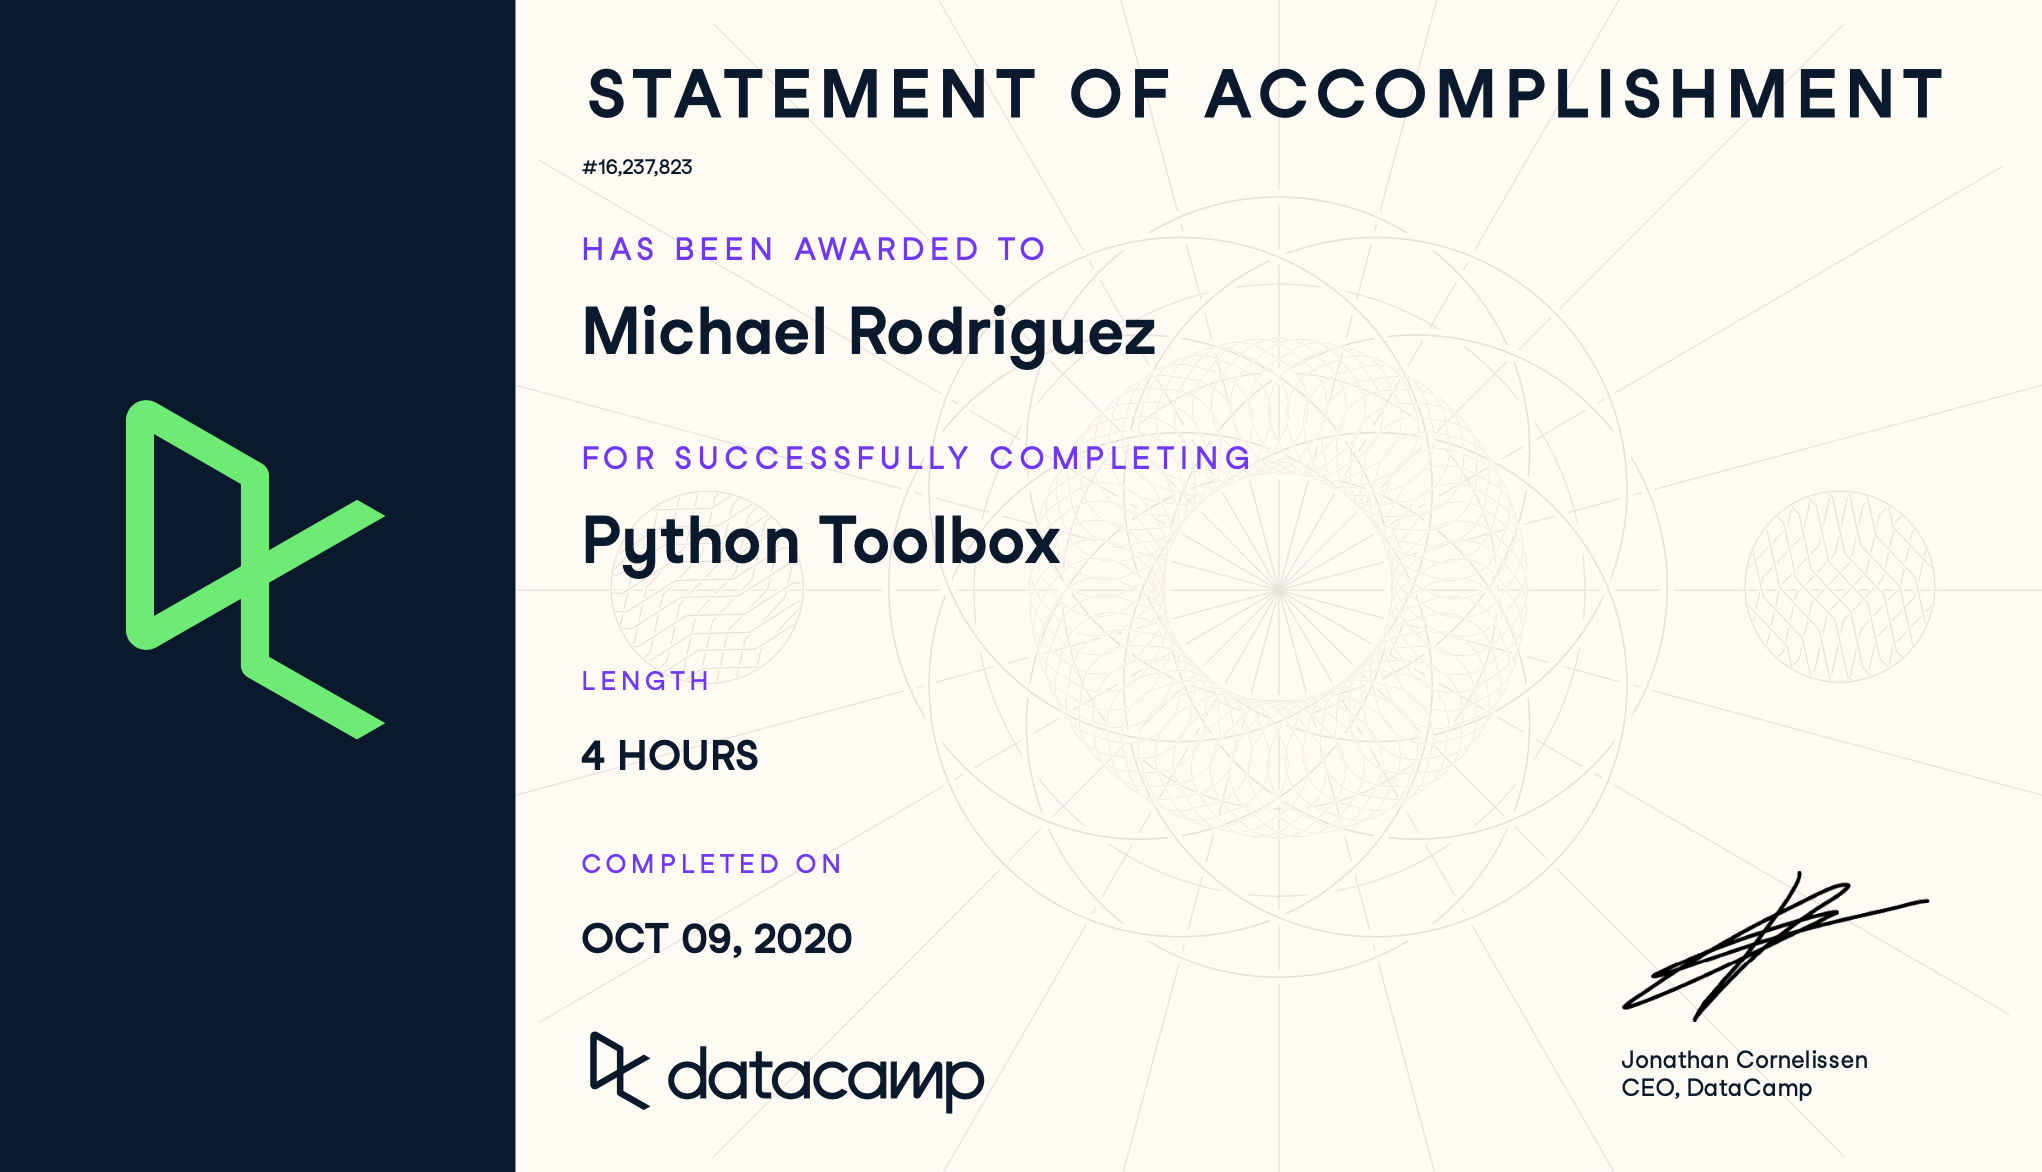 STATEMENT OF ACCOMPLISHMENT
#16,237,823
HAS BEEN AWARDED TO
Michael Rodriguez
FOR SUCCESSFULLY COMPLETING
Python Toolbox
LENGTH
4 HOURS
COMPLETED ON
OCT 09, 2020
datacamp
Jonathan Cornelissen
CEO, DataCamp